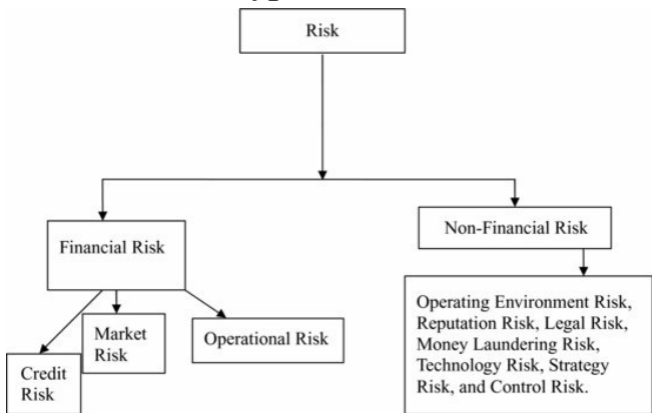 Risk
Financial Risk
Non-Financial Risk
Market
Risk
Operational Risk
Credit
Risk
Operating Environment Risk,
Reputation Risk, Legal Risk,
Money Laundering Risk,
Technology Risk, Strategy
Risk, and Control Risk.